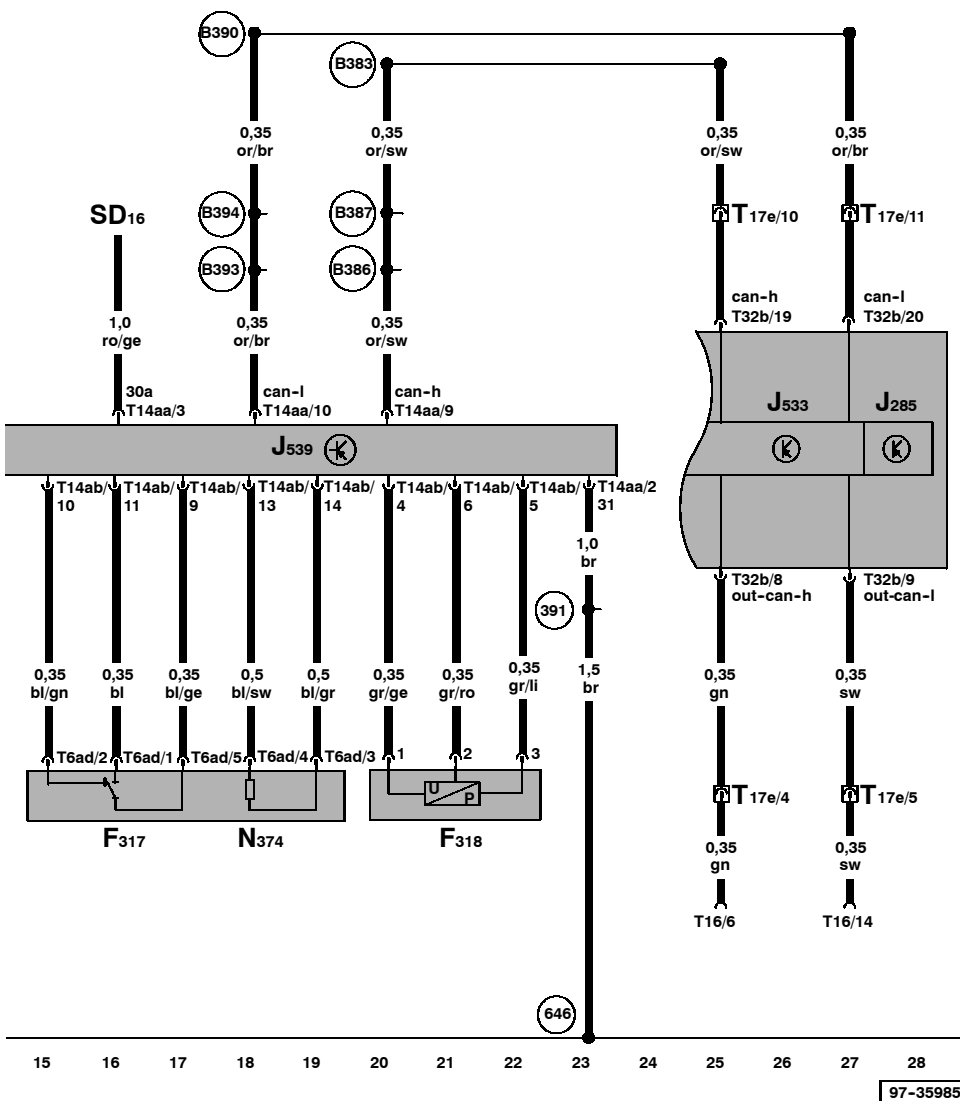 B390
B383
0,35
or/br
0,35
or/sw
0,35
or/sw
0,35
or/br
SD16
B394
B387
T17e/10
T17e/11
B393
B386
can-h
T32b/19
can-l
T32b/20
1,0
ro/ge
0,35
or/br
0,35
or/sw
30a
T14aa/3
can-l
T14aa/10
can-h
T14aa/9
J533
J285
J539
T14ab/
10
T14ab/
11
T14ab/
9
T14ab/
13
T14ab/
14
T14ab/
4
T14ab/
6
T14ab/
5
T14aa/2
31
1,0
br
T32b/8
out-can-h
T32b/9
out-can-l
391
0,35
bl/gn
0,35
bl
0,35
bl/ge
0,5
bl/sw
0,5
bl/gr
0,35
gr/ge
0,35
gr/ro
0,35
gr/li
1,5
br
0,35
gn
0,35
sw
T6ad/2
T6ad/1
T6ad/5
T6ad/4
T6ad/3
1
2
3
U
P
T17e/4
T17e/5
F317
N374
F318
0,35
gn
0,35
sw
T16/6
T16/14
646
15 16 17 18 19 20 21 22 23 24 25 26 27 28
97-35985